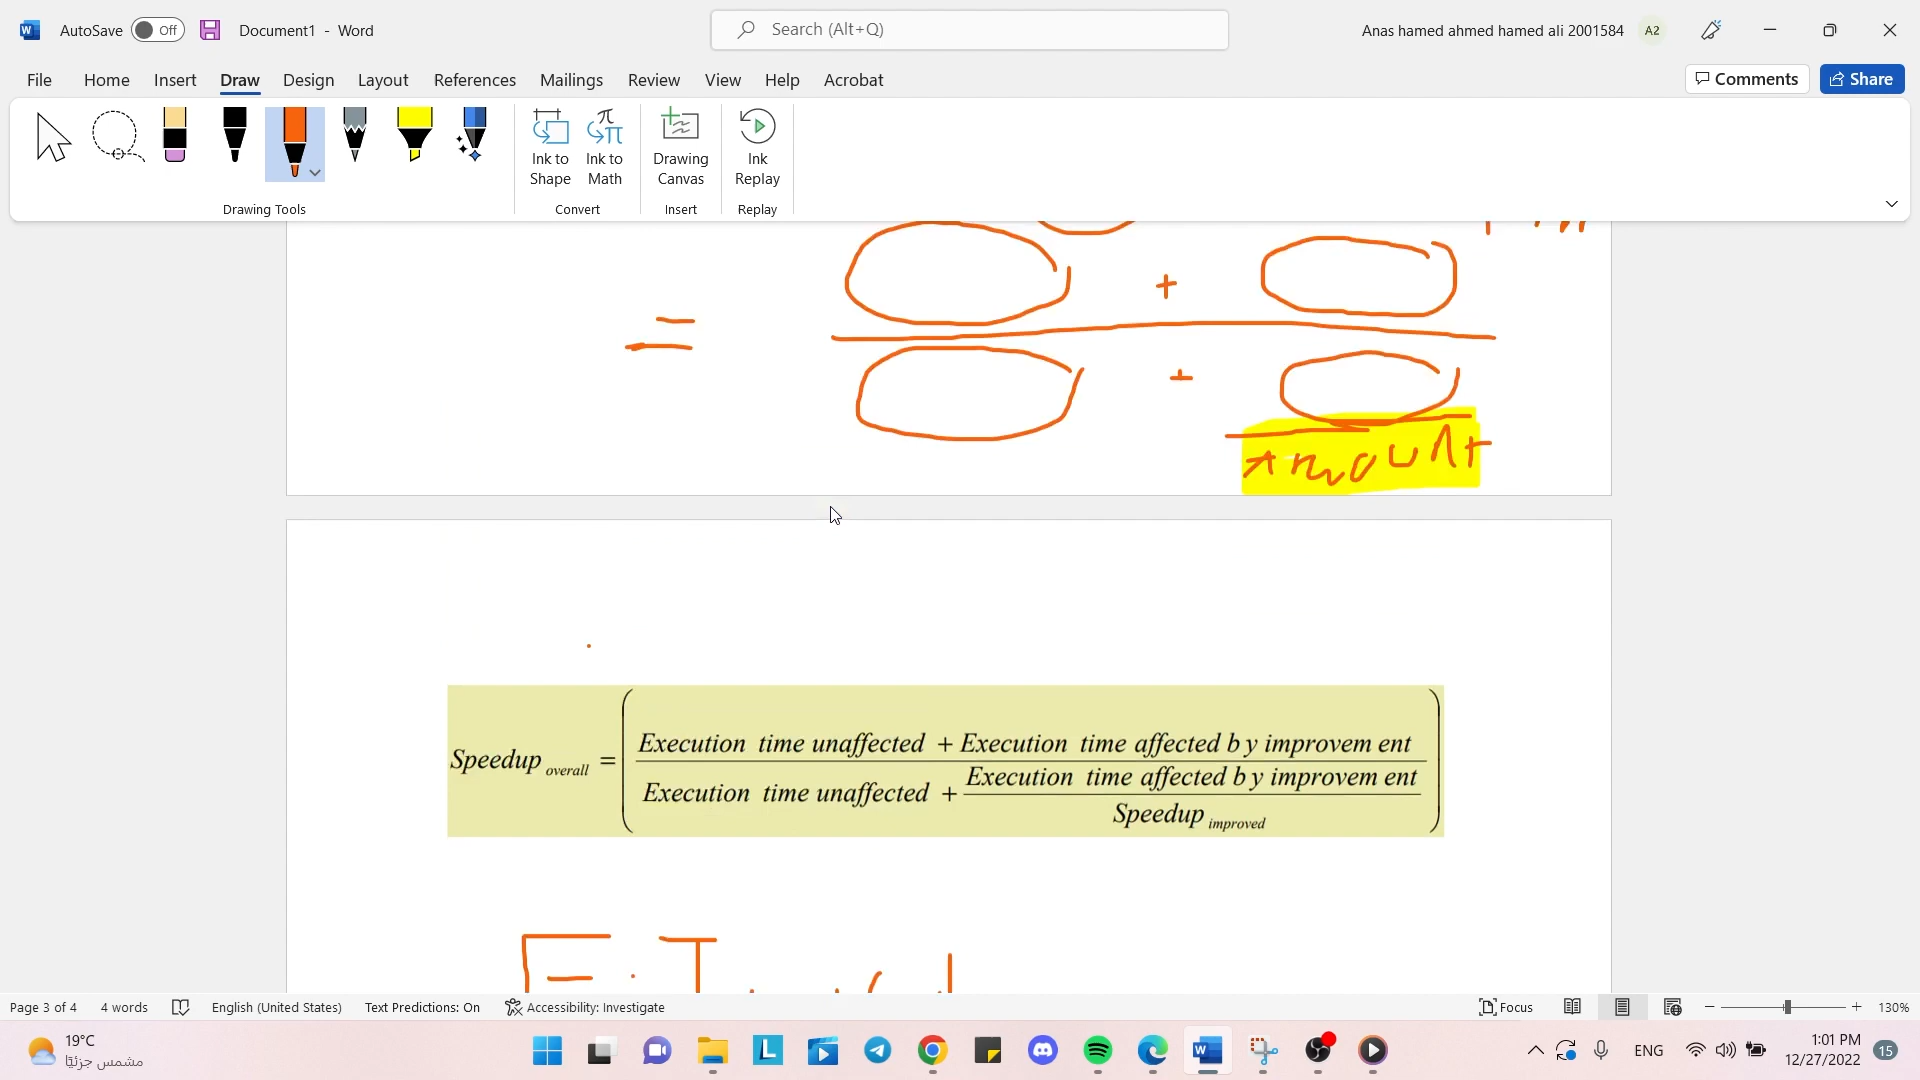 AutoSave Off Document1 - Word Search (Alt+Q) Anas hamed ahmed hamed ali 2001584 A2
File Home Insert Draw Design Layout References Mailings Review View Help Acrobat Comments Share
Ink to Shape
Ink to Math
Drawing Canvas
Ink Replay
Drawing Tools Convert Insert Replay
+
=
+
Amount
Speedup overall = ( Execution time unaffected + Execution time affected b y improvem ent
Execution time unaffected + Execution time affected b y improvem ent
Speedup improved )
Page 3 of 4 4 words English (United States) Text Predictions: On Accessibility: Investigate Focus 130%
19°C
مشمس جزئيًا
ENG
1:01 PM
12/27/2022
15